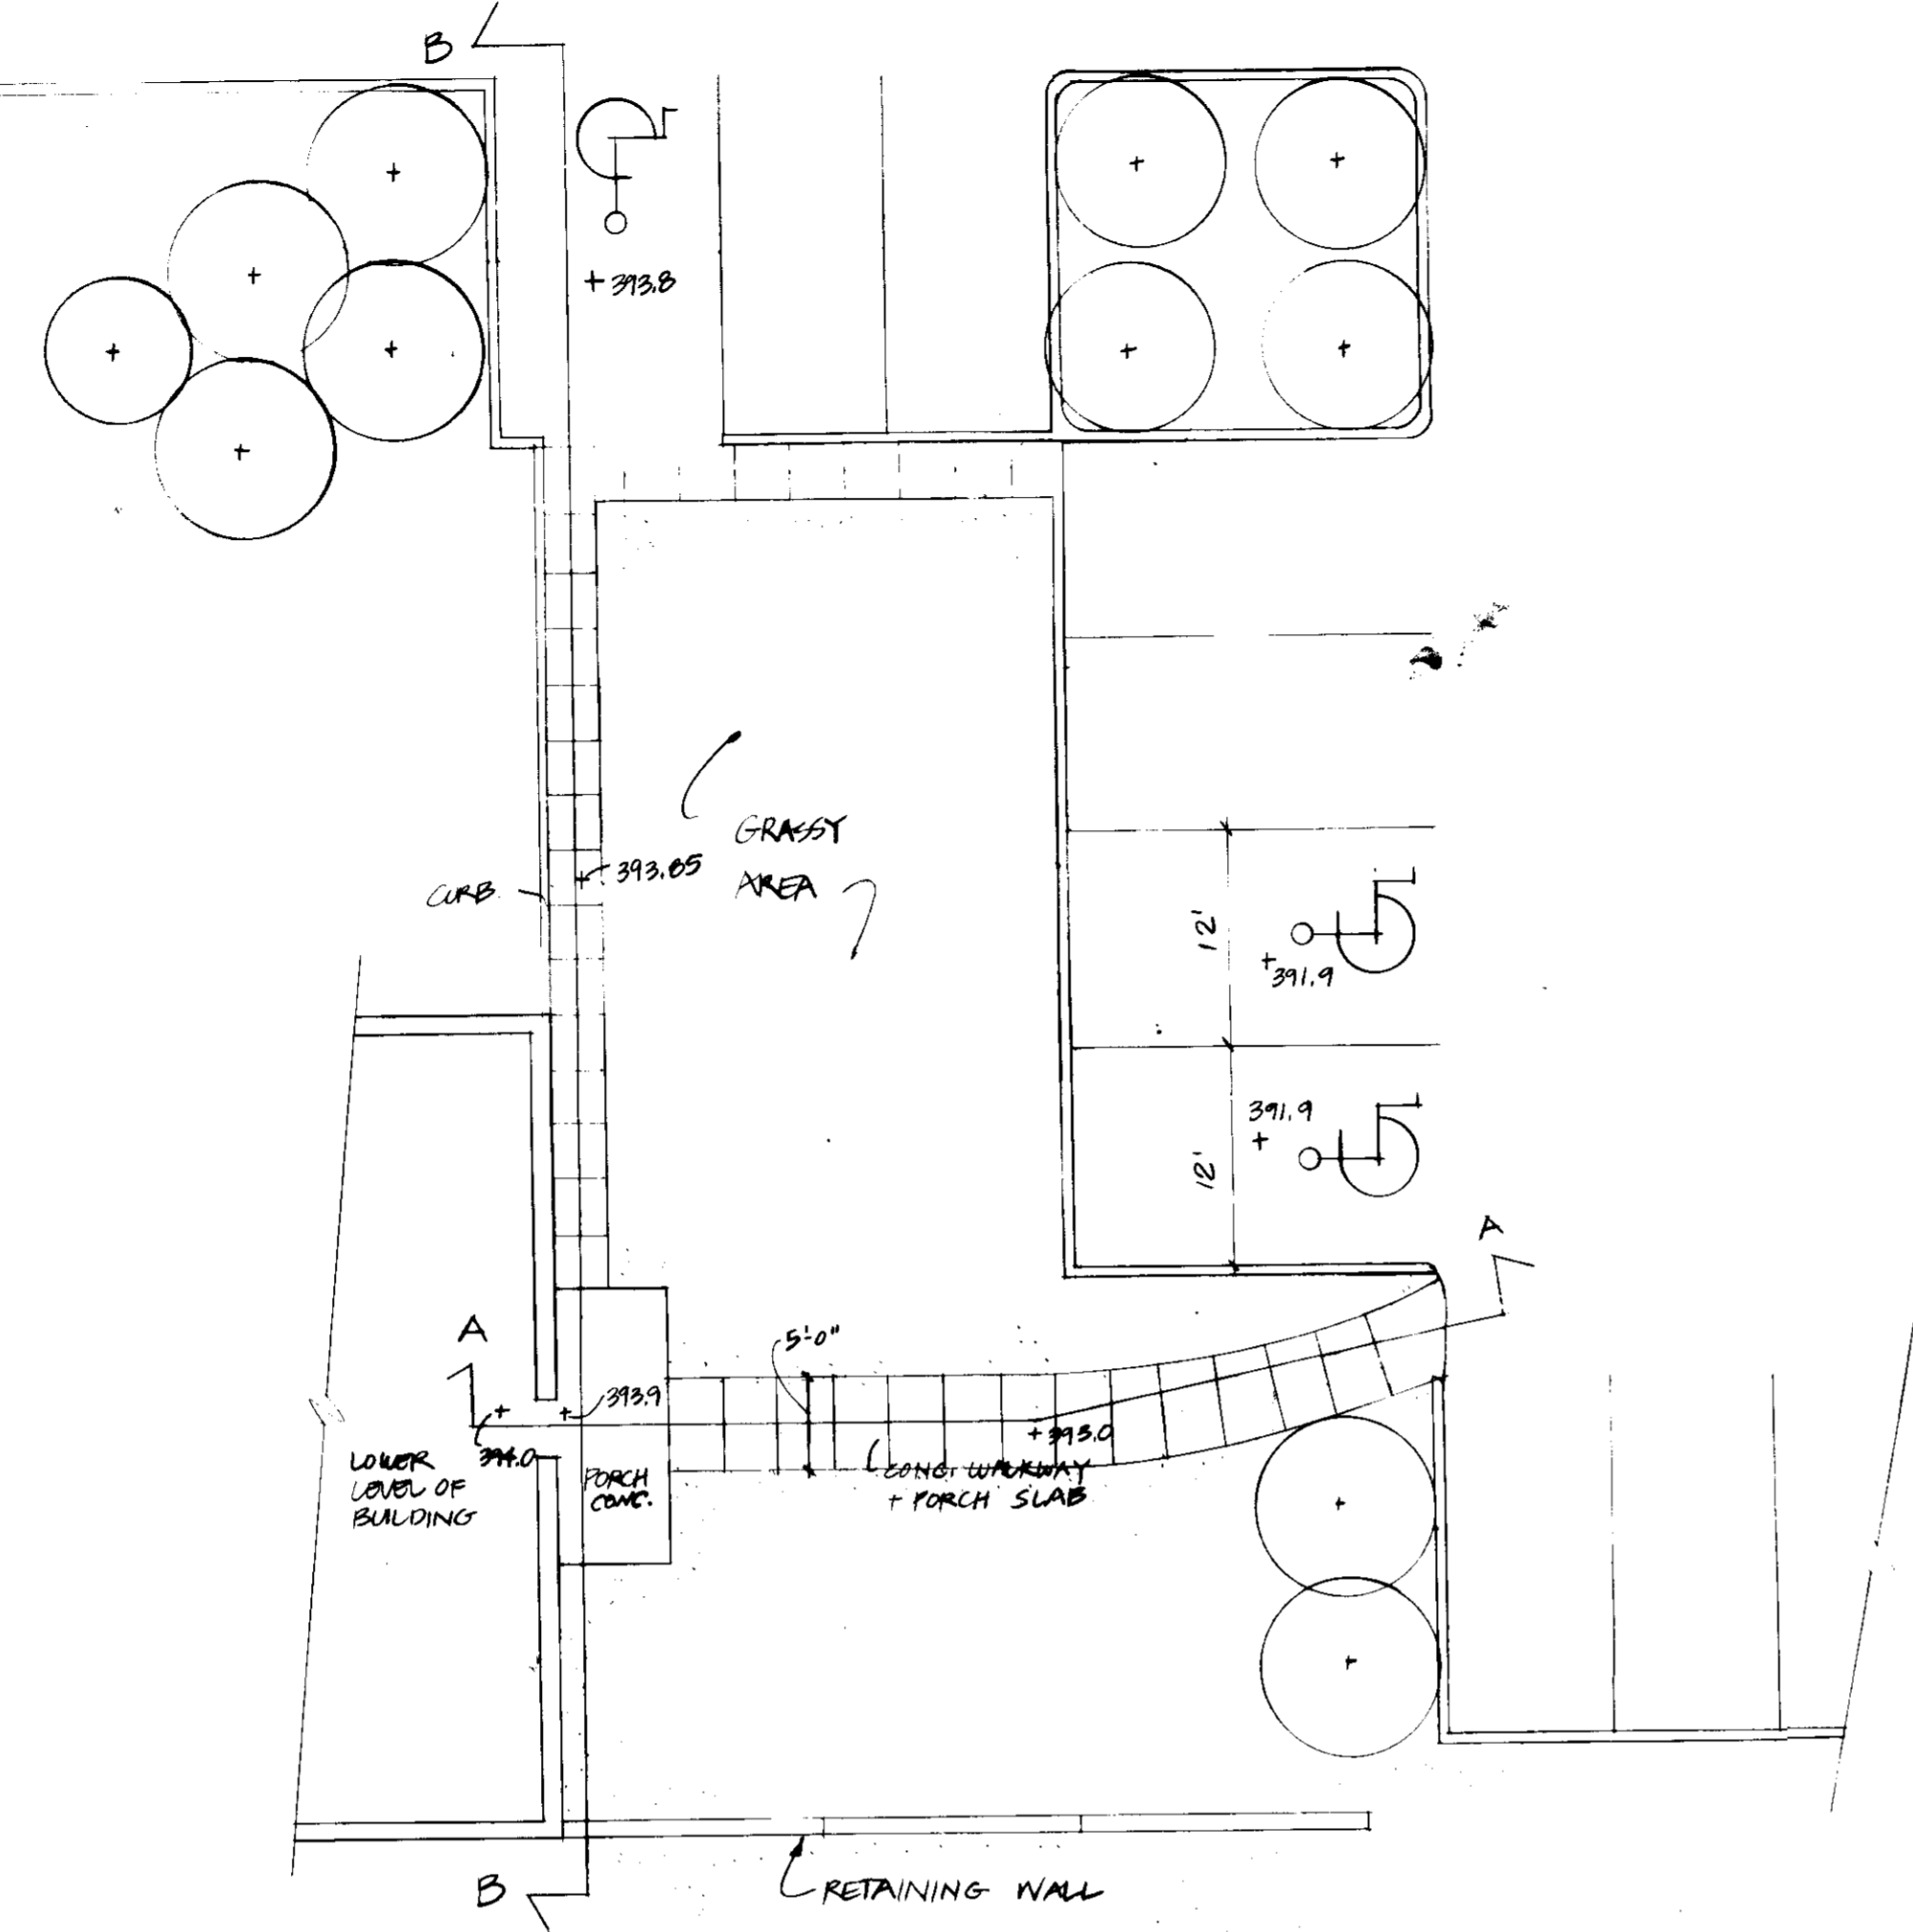 B
+ 393.8
GRASSY
AREA
393.85
CURB
12'
+ 391.9
391.9
+
12'
A
A
5'-0"
393.9
+393.0
394.0
LOWER
LEVEL OF
BUILDING
PORCH
CONC.
CONC. WALKWAY
+ PORCH SLAB
B
RETAINING WALL